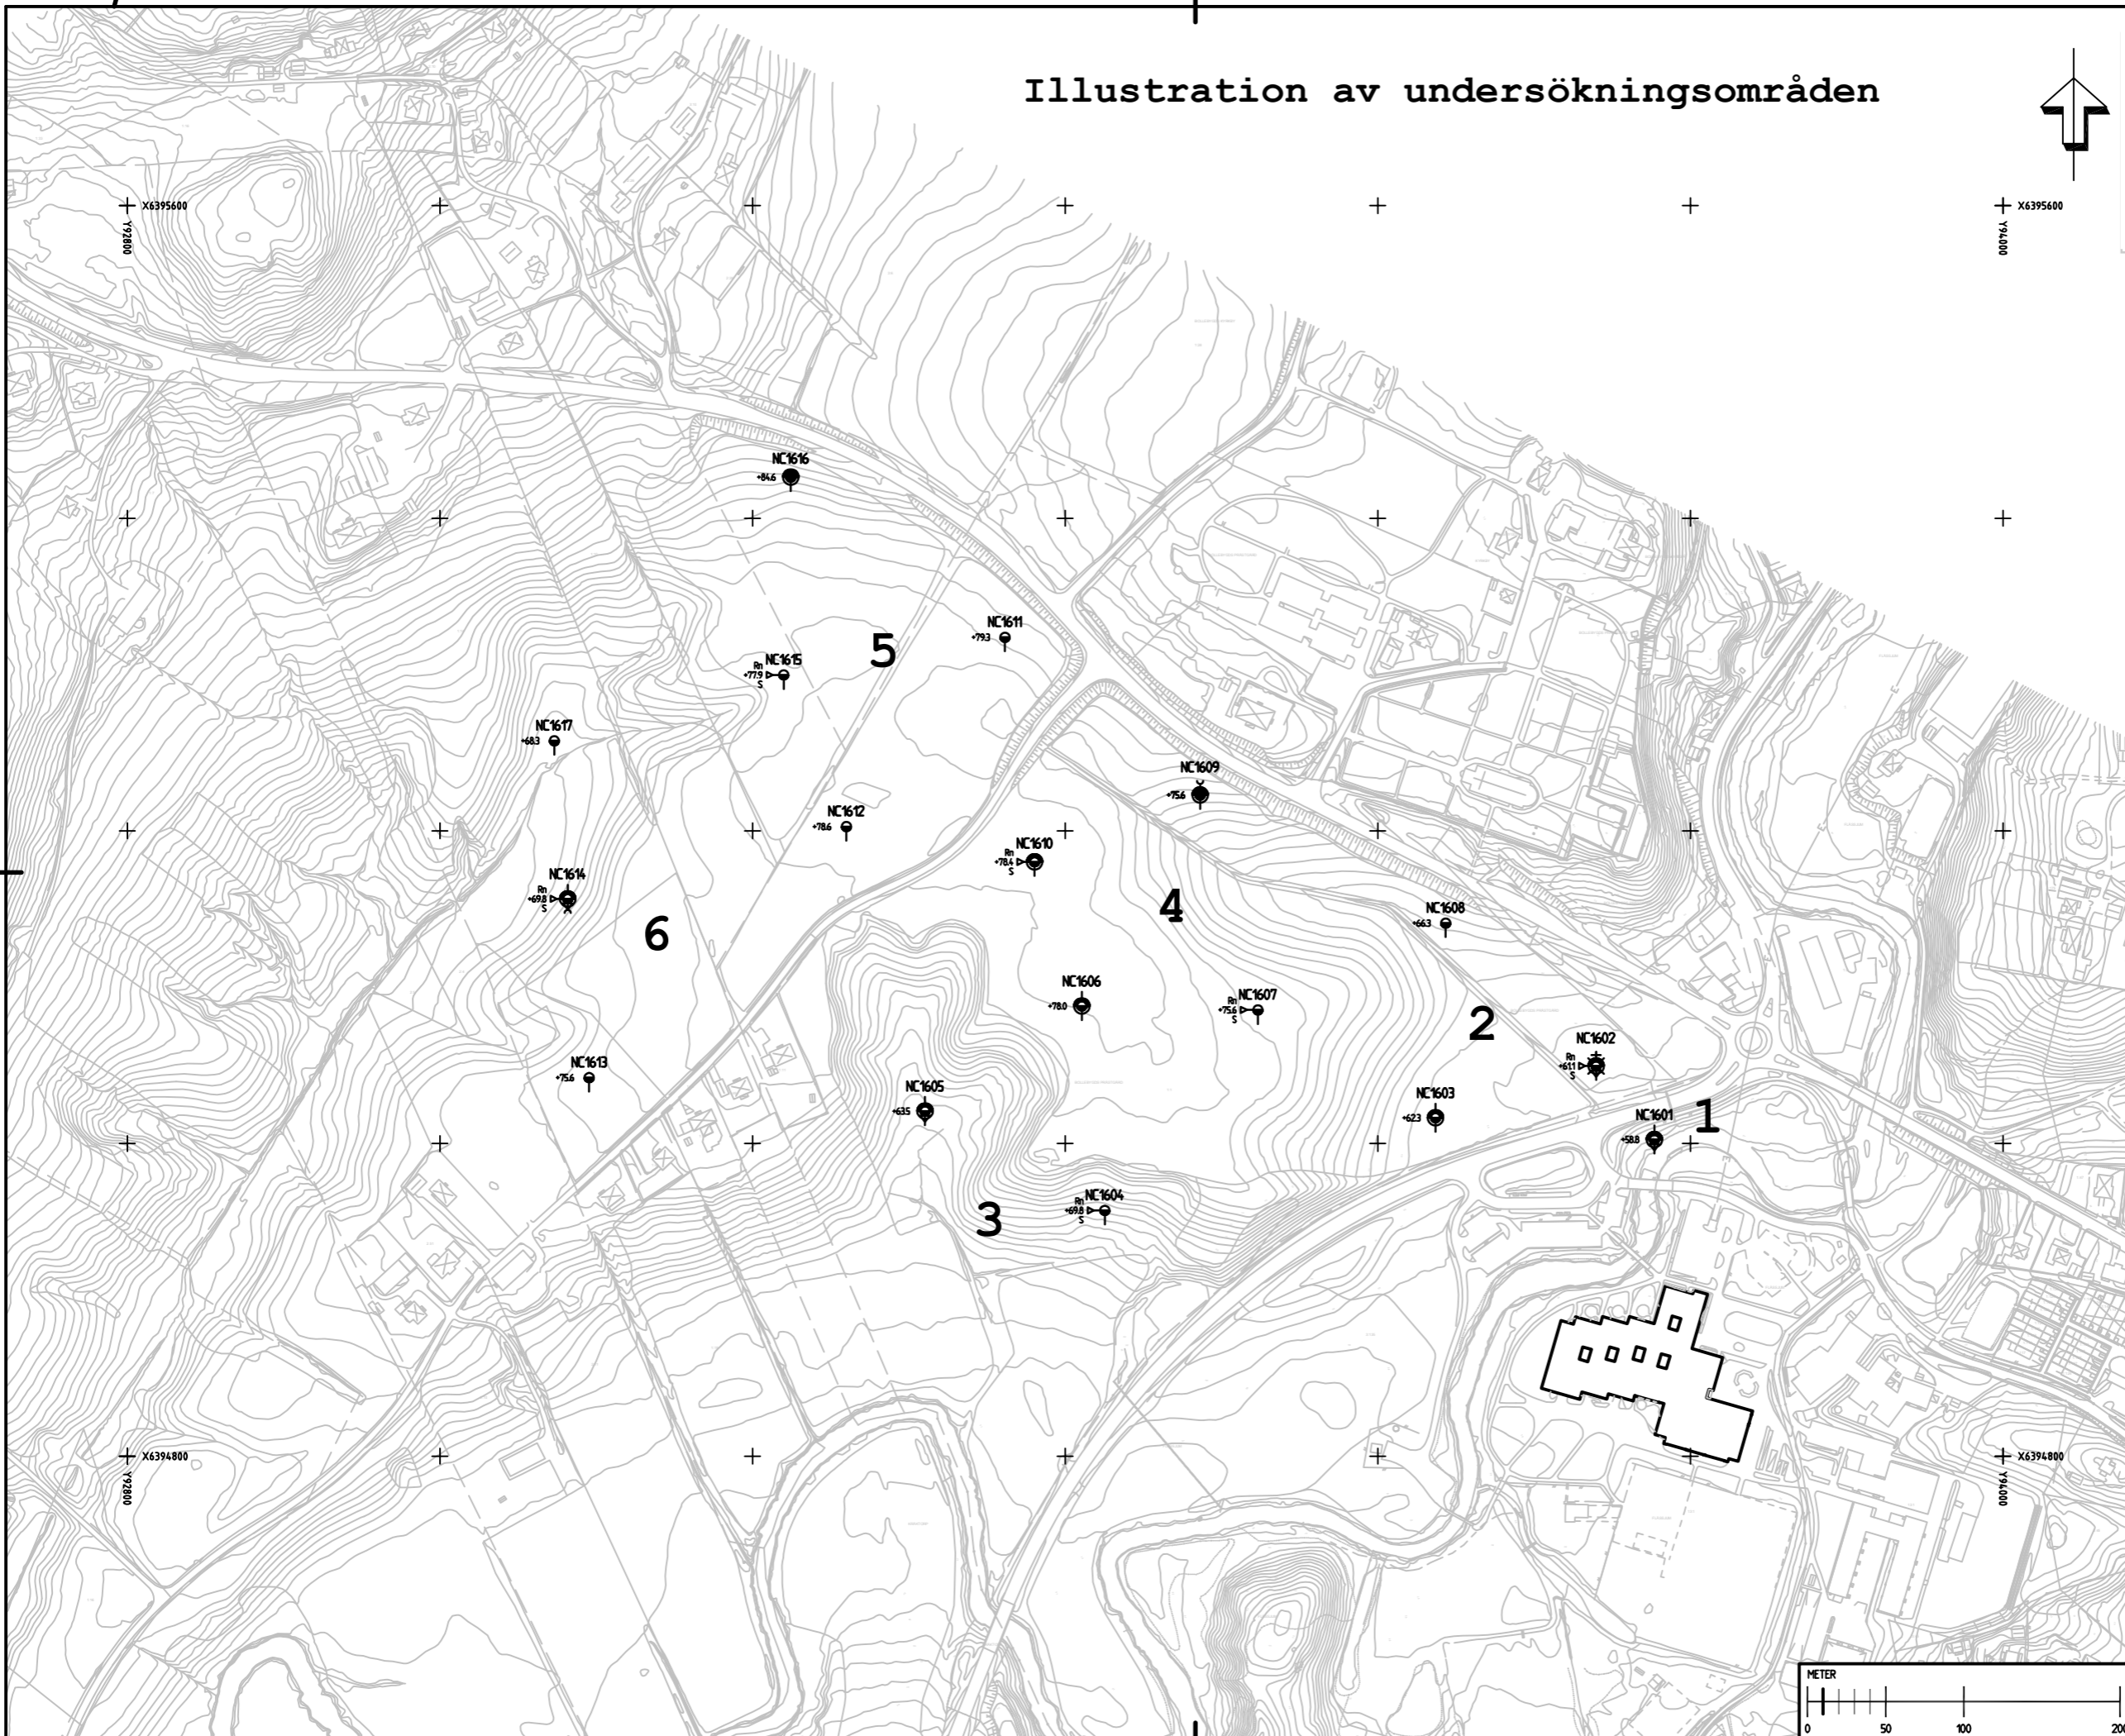 Illustration av undersökningsområden
X6395600
Y92800
X6395600
Y94000
NC1616
+84.6
NC1611
+79.3
5
NC1615
Rn
+77.9
S
NC1617
+68.3
NC1609
+75.6
NC1612
+78.6
NC1610
Rn
+78.4
S
NC1614
Rn
+69.8
S
4
NC1608
+66.3
6
NC1606
+78.0
NC1607
Rn
+75.6
S
2
NC1602
Rn
+61.1
S
NC1613
+75.6
NC1605
+63.5
NC1603
+62.3
NC1601
+58.8
1
NC1604
Rn
+69.8
S
3
X6394800
Y92800
X6394800
Y94000
METER
0 50 100